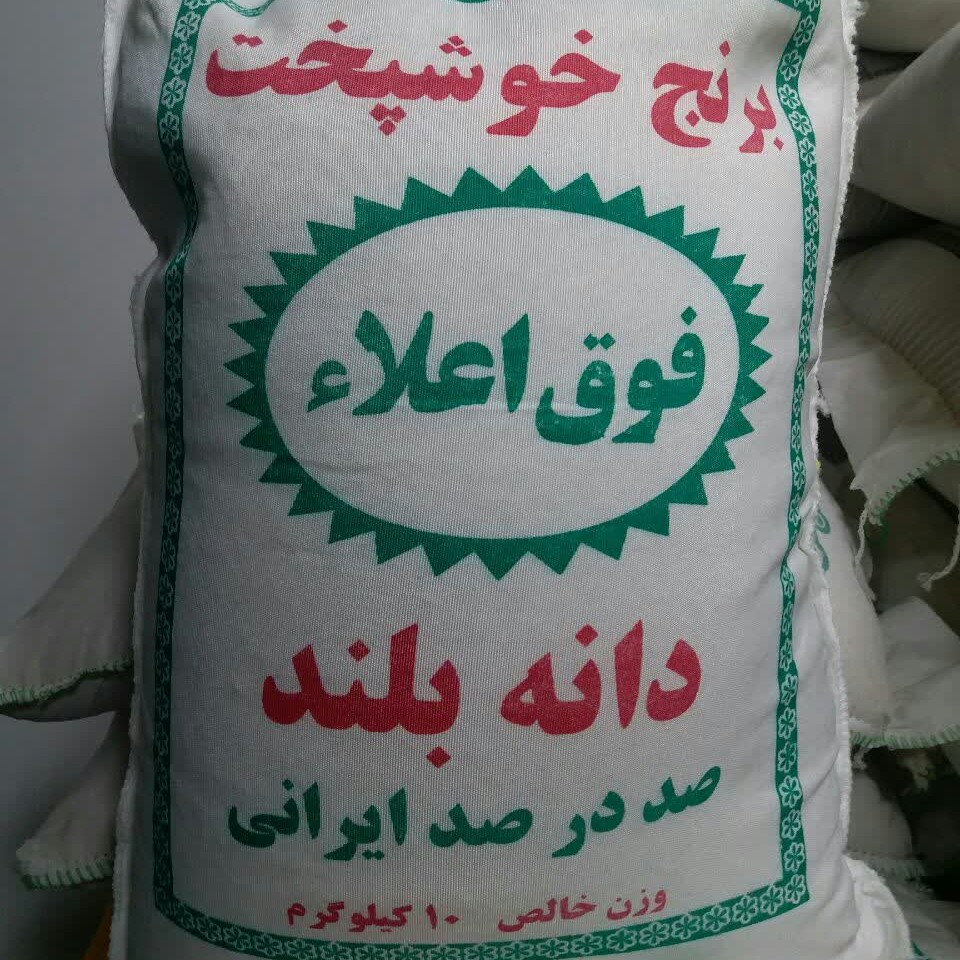 برنج خوشپخت
فوق اعلاء
دانه بلند
صد در صد ایرانی
وزن خالص ۱۰ کیلوگرم